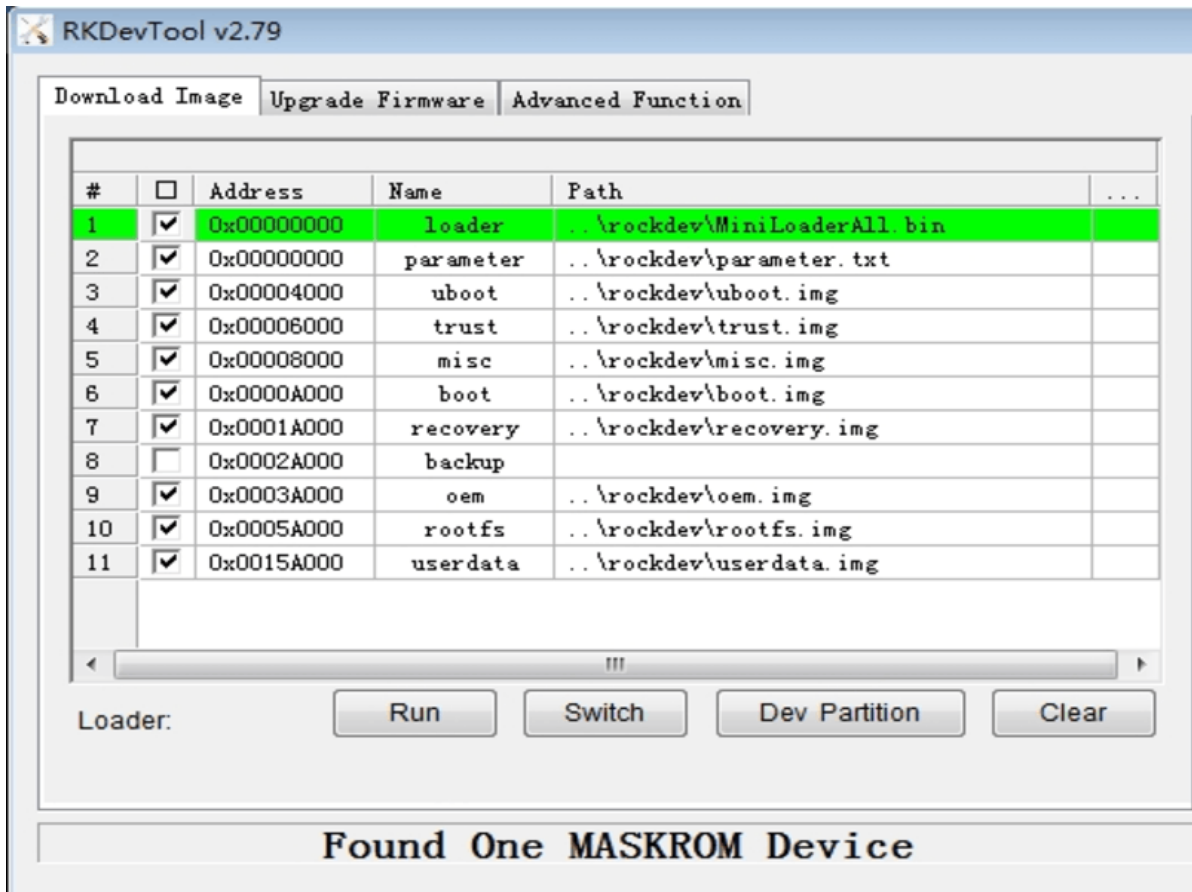 RKDevTool v2.79
Download Image Upgrade Firmware Advanced Function
# Address Name Path ...
1 0x00000000 loader ..\rockdev\MiniLoaderAll.bin
2 0x00000000 parameter ..\rockdev\parameter.txt
3 0x00004000 uboot ..\rockdev\uboot.img
4 0x00006000 trust ..\rockdev\trust.img
5 0x00008000 misc ..\rockdev\misc.img
6 0x0000A000 boot ..\rockdev\boot.img
7 0x0001A000 recovery ..\rockdev\recovery.img
8 0x0002A000 backup
9 0x0003A000 oem ..\rockdev\oem.img
10 0x0005A000 rootfs ..\rockdev\rootfs.img
11 0x0015A000 userdata ..\rockdev\userdata.img
Loader: Run Switch Dev Partition Clear
Found One MASKROM Device